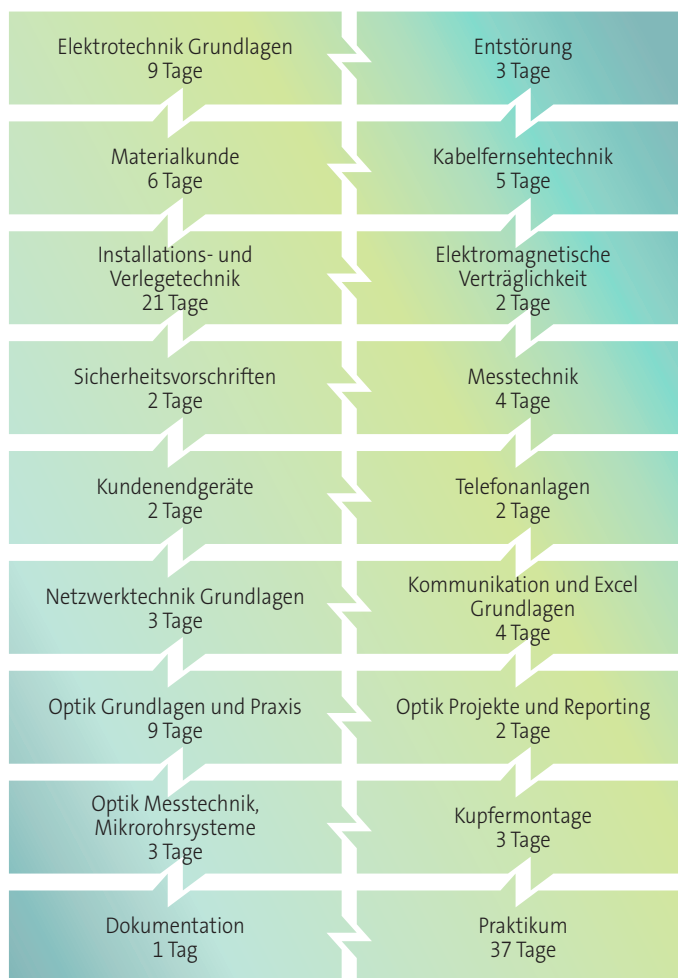 Elektrotechnik Grundlagen
9 Tage
Entstörung
3 Tage
Materialkunde
6 Tage
Kabelfernsehtechnik
5 Tage
Installations- und
Verlegetechnik
21 Tage
Elektromagnetische
Verträglichkeit
2 Tage
Sicherheitsvorschriften
2 Tage
Messtechnik
4 Tage
Kundenendgeräte
2 Tage
Telefonanlagen
2 Tage
Netzwerktechnik Grundlagen
3 Tage
Kommunikation und Excel
Grundlagen
4 Tage
Optik Grundlagen und Praxis
9 Tage
Optik Projekte und Reporting
2 Tage
Optik Messtechnik,
Mikrorohrsysteme
3 Tage
Kupfermontage
3 Tage
Dokumentation
1 Tag
Praktikum
37 Tage